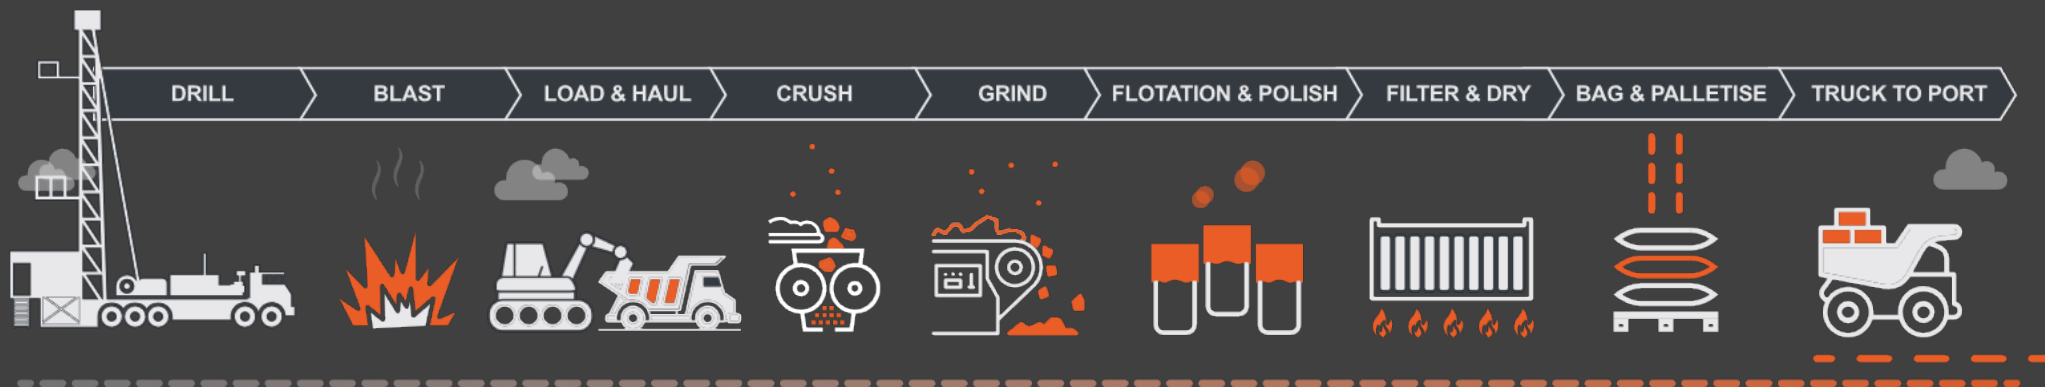 DRILL
BLAST
LOAD & HAUL
CRUSH
GRIND
FLOTATION & POLISH
FILTER & DRY
BAG & PALLETISE
TRUCK TO PORT